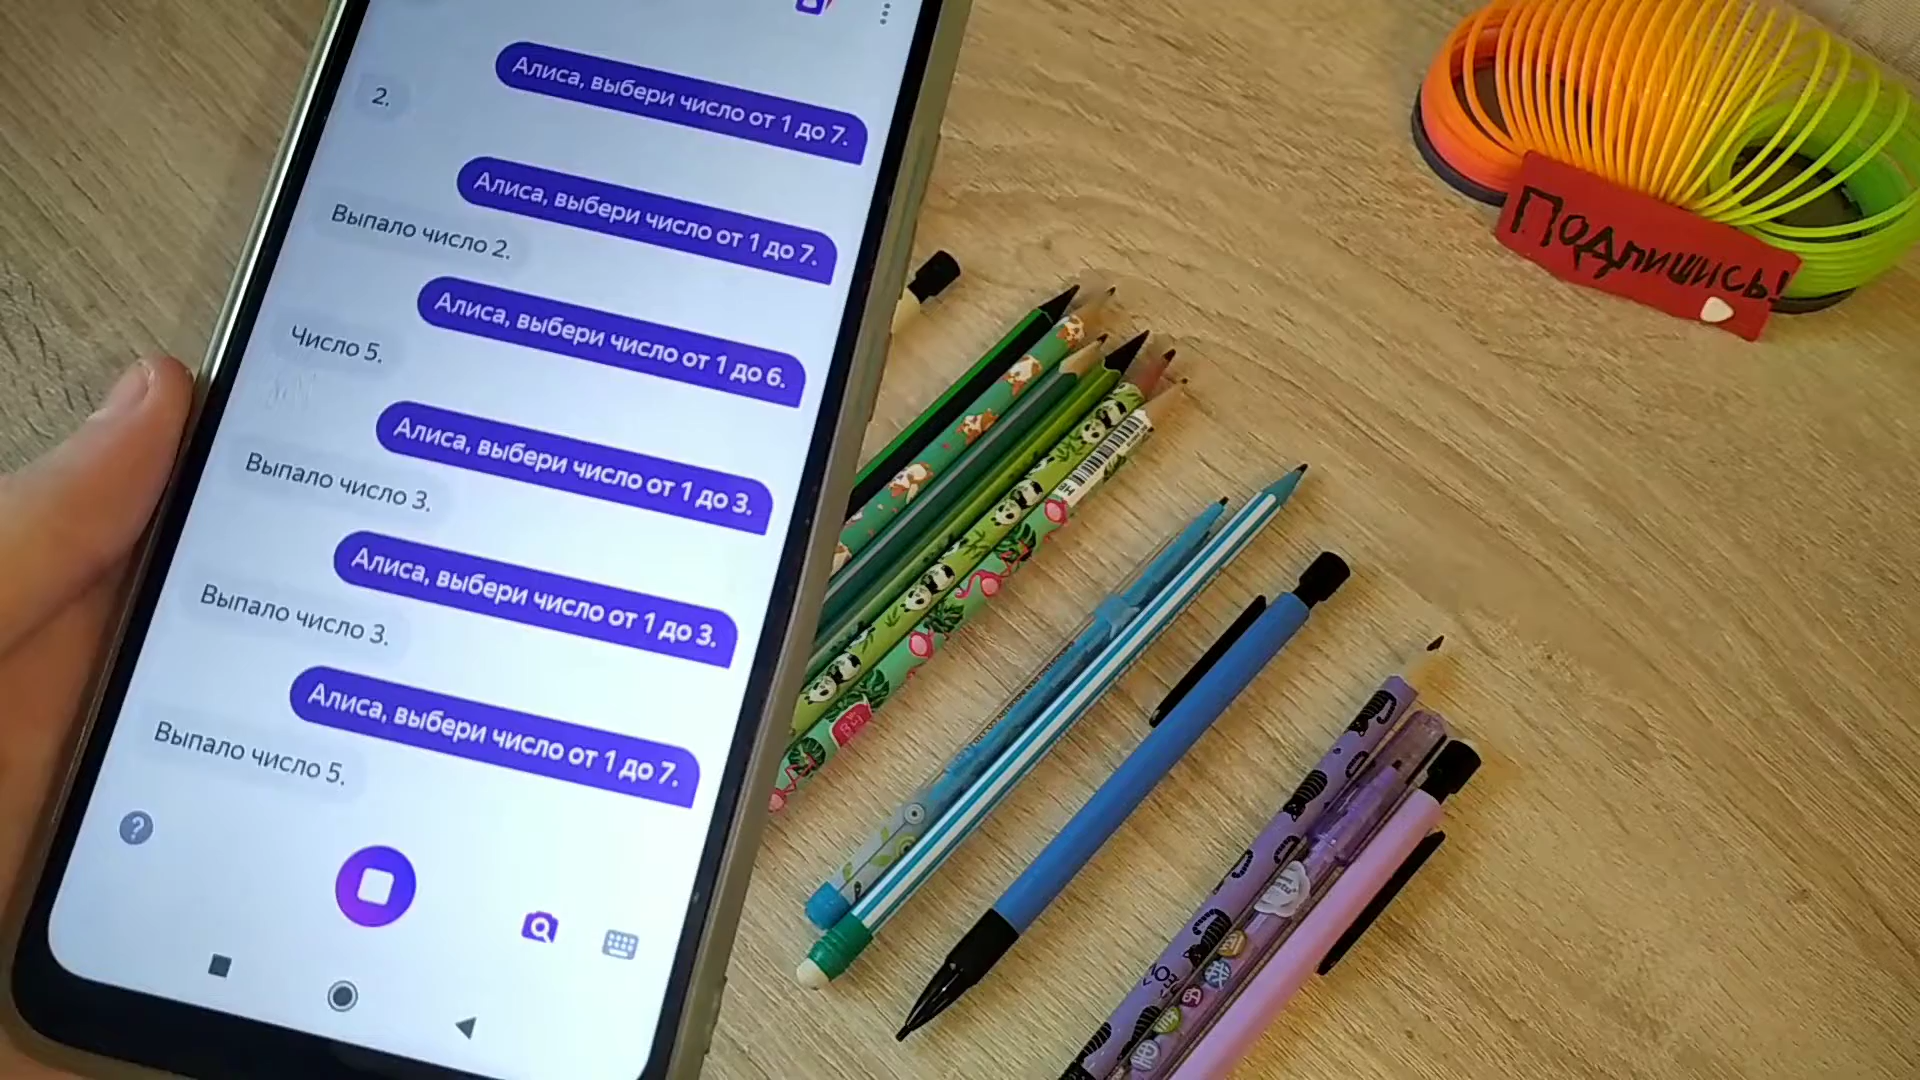 Алиса, выбери число от 1 до 7.
2.
Алиса, выбери число от 1 до 7.
Выпало число 2.
Алиса, выбери число от 1 до 6.
Число 5.
Алиса, выбери число от 1 до 3.
Выпало число 3.
Алиса, выбери число от 1 до 3.
Выпало число 3.
Алиса, выбери число от 1 до 7.
Выпало число 5.
?
Подпишись!